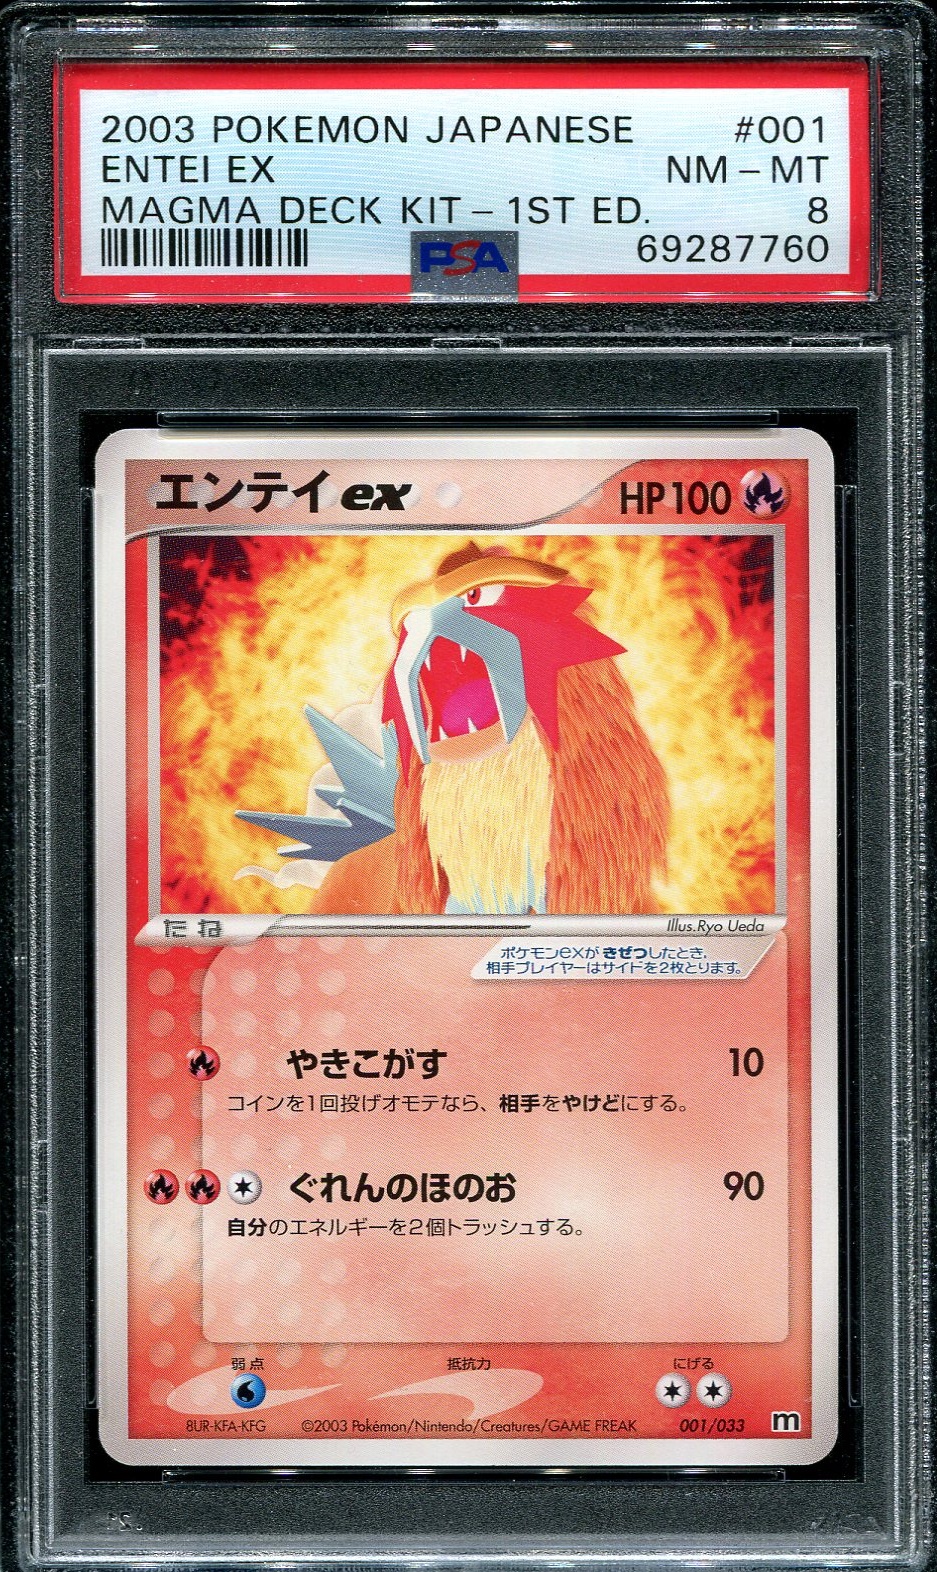 2003 POKEMON JAPANESE #001
ENTEI EX NM - MT
MAGMA DECK KIT - 1ST ED. 8
PSA 69287760
エンテイex HP100
たね Illus.Ryo Ueda
ポケモンexが きぜつしたとき、
相手プレイヤーはサイドを2枚とります。
やきこがす 10
コインを1回投げオモテなら、相手をやけどにする。
ぐれんのほのお 90
自分のエネルギーを2個トラッシュする。
弱点 抵抗力 にげる
8UR-KFA-KFG ©2003 Pokémon/Nintendo/Creatures/GAME FREAK 001/033 m